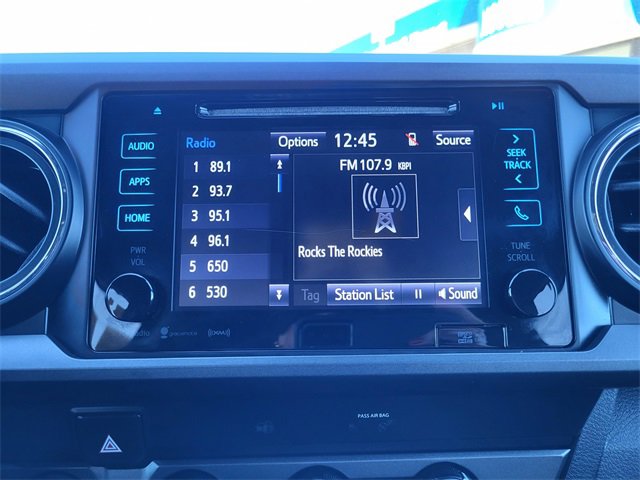 AUDIO
APPS
HOME
PWR
VOL
Radio
Options
12:45
Source
1 89.1
2 93.7
3 95.1
4 96.1
5 650
6 530
FM 107.9 KBPI
Rocks The Rockies
Tag
Station List
Sound
SEEK
TRACK
TUNE
SCROLL
gracenote
((XM))
PASS AIR BAG